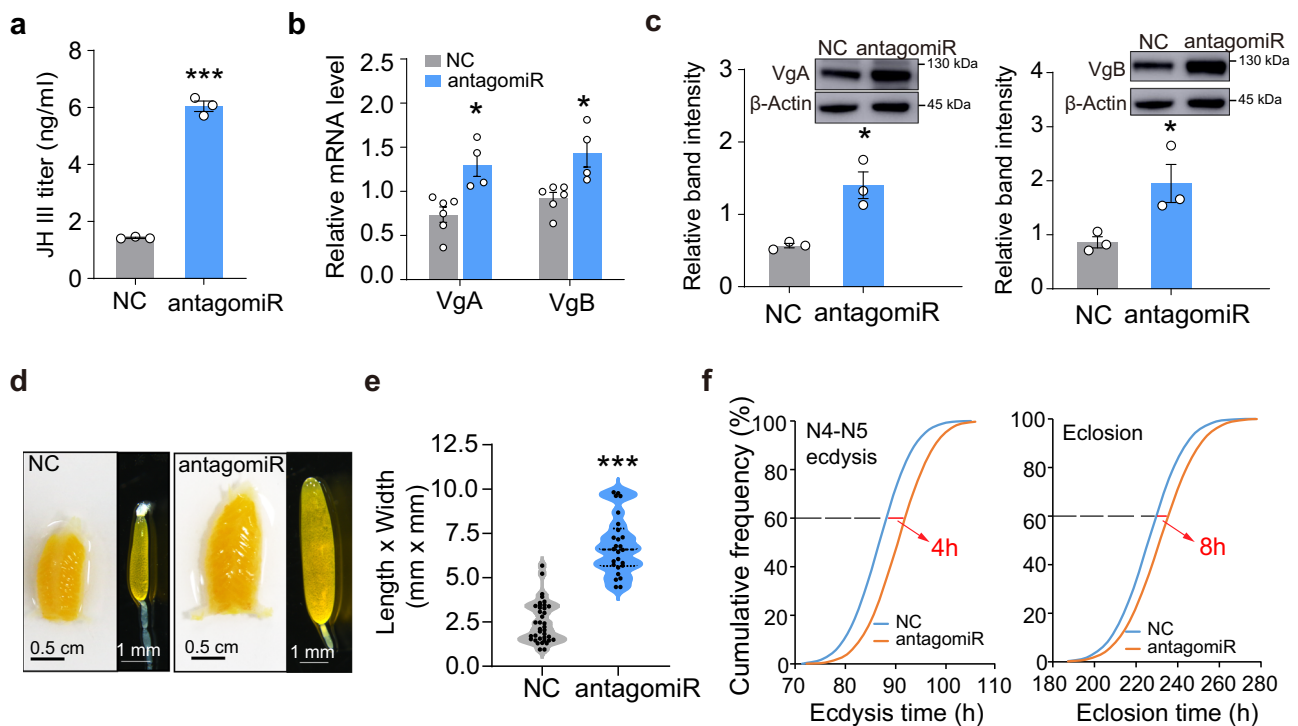 a
JH III titer (ng/ml)
8
6
4
2
0
***
NC
antagomiR
b
Relative mRNA level
2.5
2.0
1.5
1.0
0.5
0.0
NC
antagomiR
*
*
VgA
VgB
c
Relative band intensity
3
2
1
0
NC antagomiR
VgA
130 kDa
β-Actin
45 kDa
*
NC
antagomiR
Relative band intensity
4
3
2
1
0
NC antagomiR
VgB
130 kDa
β-Actin
45 kDa
*
NC
antagomiR
d
NC
0.5 cm
1 mm
antagomiR
0.5 cm
1 mm
e
Length x Width
(mm x mm)
12.5
10.0
7.5
5.0
2.5
0.0
***
NC
antagomiR
f
Cumulative frequency (%)
100
80
60
40
20
0
N4-N5
ecdysis
4h
NC
antagomiR
70 80 90 100 110
Ecdysis time (h)
100
80
60
40
20
0
Eclosion
8h
NC
antagomiR
180 200 220 240 260 280
Eclosion time (h)